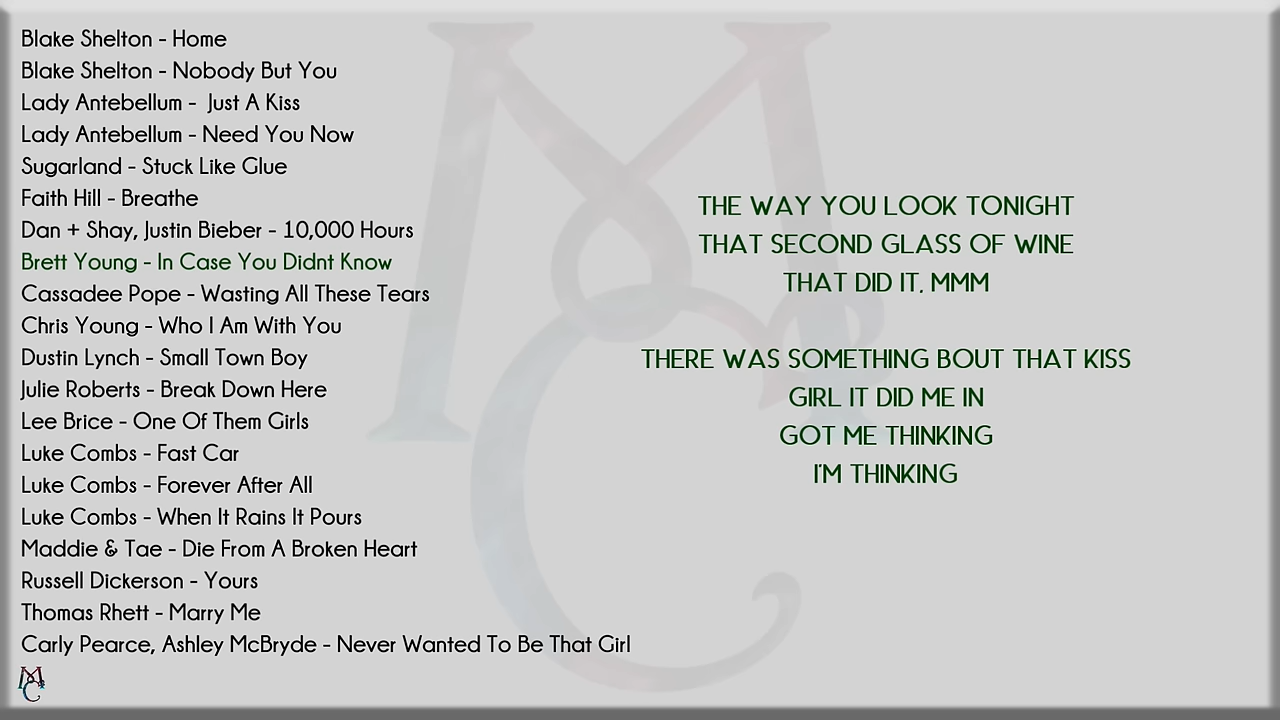 Blake Shelton - Home
Blake Shelton - Nobody But You
Lady Antebellum -  Just A Kiss
Lady Antebellum - Need You Now
Sugarland - Stuck Like Glue
Faith Hill - Breathe
Dan + Shay, Justin Bieber - 10,000 Hours
Brett Young - In Case You Didnt Know
Cassadee Pope - Wasting All These Tears
Chris Young - Who I Am With You
Dustin Lynch - Small Town Boy
Julie Roberts - Break Down Here
Lee Brice - One Of Them Girls
Luke Combs - Fast Car
Luke Combs - Forever After All
Luke Combs - When It Rains It Pours
Maddie & Tae - Die From A Broken Heart
Russell Dickerson - Yours
Thomas Rhett - Marry Me
Carly Pearce, Ashley McBryde - Never Wanted To Be That Girl
MC
THE WAY YOU LOOK TONIGHT
THAT SECOND GLASS OF WINE
THAT DID IT, MMM
THERE WAS SOMETHING BOUT THAT KISS
GIRL IT DID ME IN
GOT ME THINKING
I'M THINKING